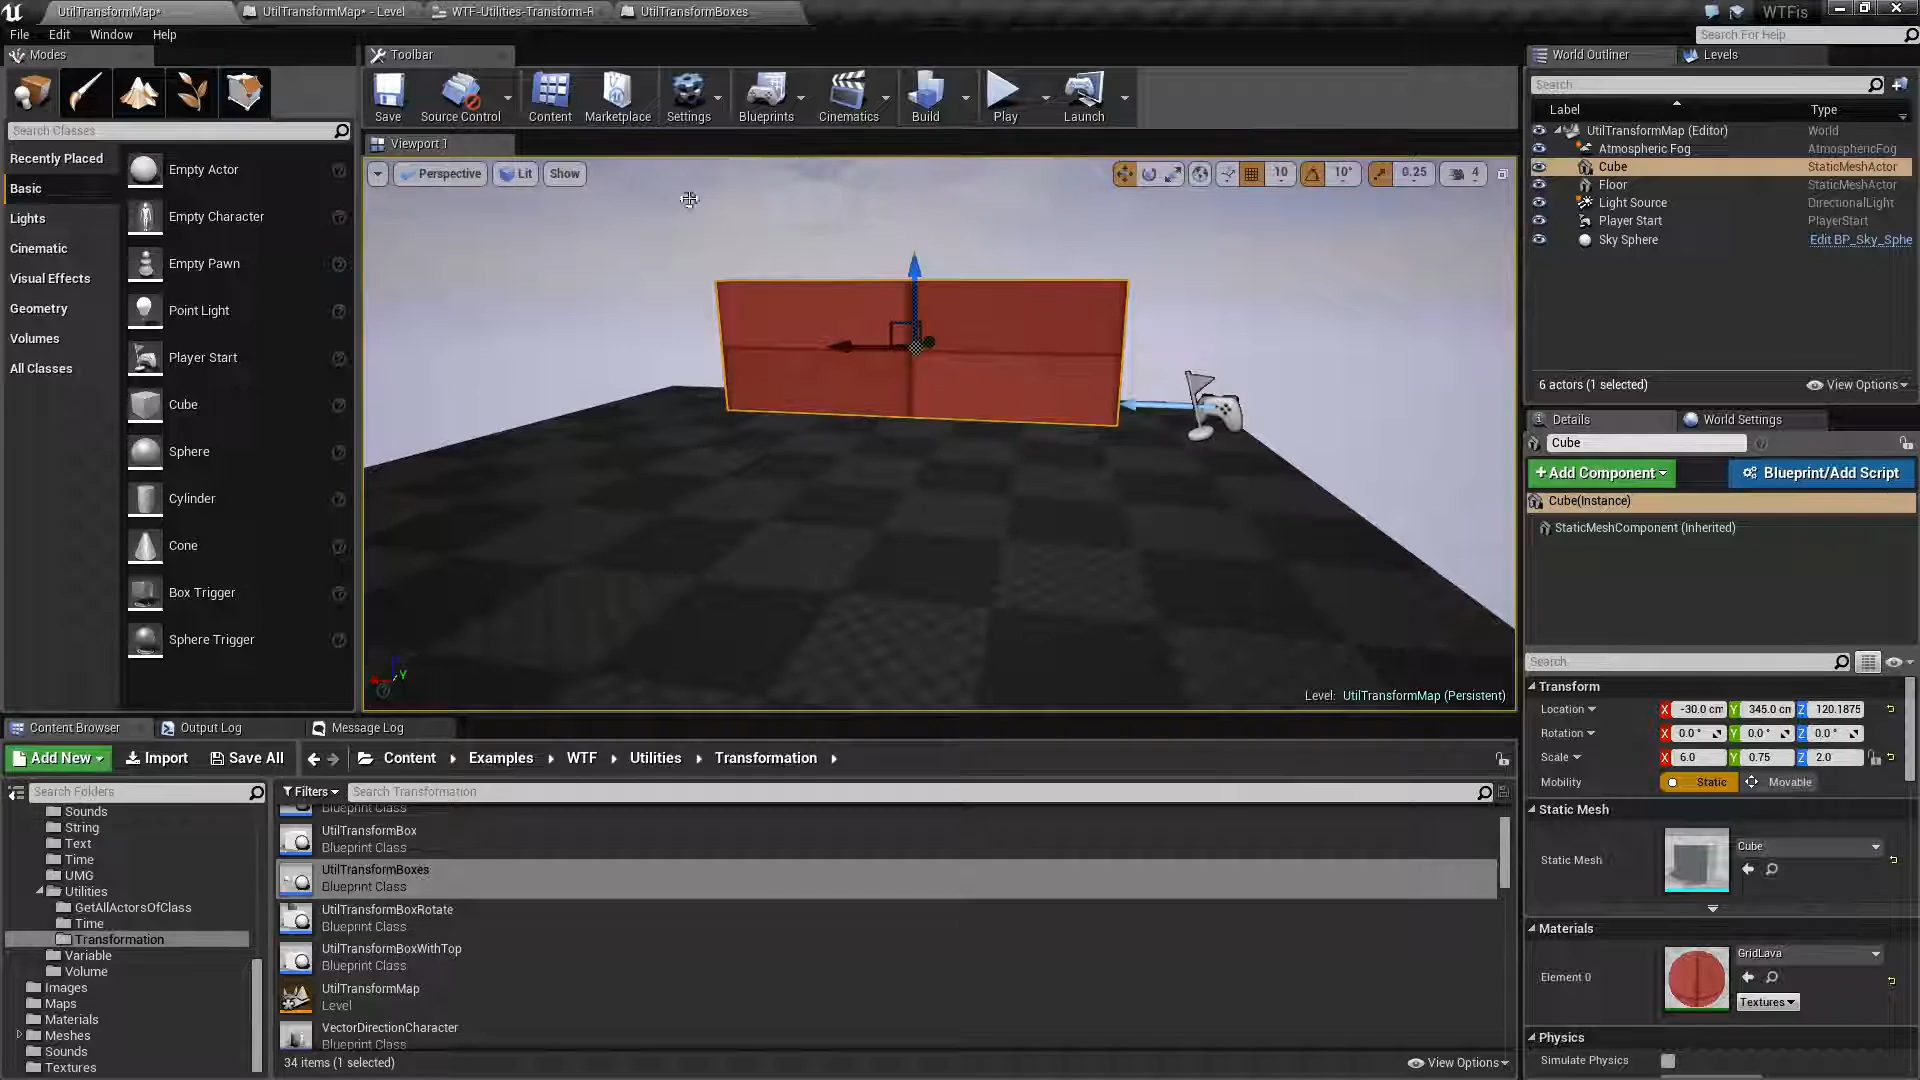 UtilTransformMap*
UtilTransformMap* - Level
WTF-Utilities-Transform-R
UtilTransformBoxes
WTFis
File Edit Window Help
Search For Help
Modes
Search Classes
Recently Placed
Basic
Lights
Cinematic
Visual Effects
Geometry
Volumes
All Classes
Empty Actor
Empty Character
Empty Pawn
Point Light
Player Start
Cube
Sphere
Cylinder
Cone
Box Trigger
Sphere Trigger
Toolbar
Save Source Control Content Marketplace Settings Blueprints Cinematics Build Play Launch
Viewport 1
Perspective Lit Show
10 10° 0.25 4
Y
Level: UtilTransformMap (Persistent)
World Outliner Levels
Search
Label Type
UtilTransformMap (Editor) World
Atmospheric Fog AtmosphericFog
Cube StaticMeshActor
Floor StaticMeshActor
Light Source DirectionalLight
Player Start PlayerStart
Sky Sphere Edit BP_Sky_Sphe
6 actors (1 selected) View Options
Details World Settings
Cube
+Add Component Blueprint/Add Script
Cube(Instance)
StaticMeshComponent (Inherited)
Search
Transform
Location X -30.0 cm Y 345.0 cm Z 120.1875
Rotation X 0.0 ° Y 0.0 ° Z 0.0 °
Scale X 6.0 Y 0.75 Z 2.0
Mobility Static Movable
Static Mesh
Static Mesh Cube
Materials
Element 0 GridLava
Textures
Physics
Simulate Physics
Content Browser Output Log Message Log
Add New Import Save All Content Examples WTF Utilities Transformation
Search Folders
Filters Search Transformation
Sounds
String
Text
Time
UMG
Utilities
GetAllActorsOfClass
Time
Transformation
Variable
Volume
Images
Maps
Materials
Meshes
Sounds
Textures
Blueprint Class
UtilTransformBox
Blueprint Class
UtilTransformBoxes
Blueprint Class
UtilTransformBoxRotate
Blueprint Class
UtilTransformBoxWithTop
Blueprint Class
UtilTransformMap
Level
VectorDirectionCharacter
Blueprint Class
34 items (1 selected) View Options